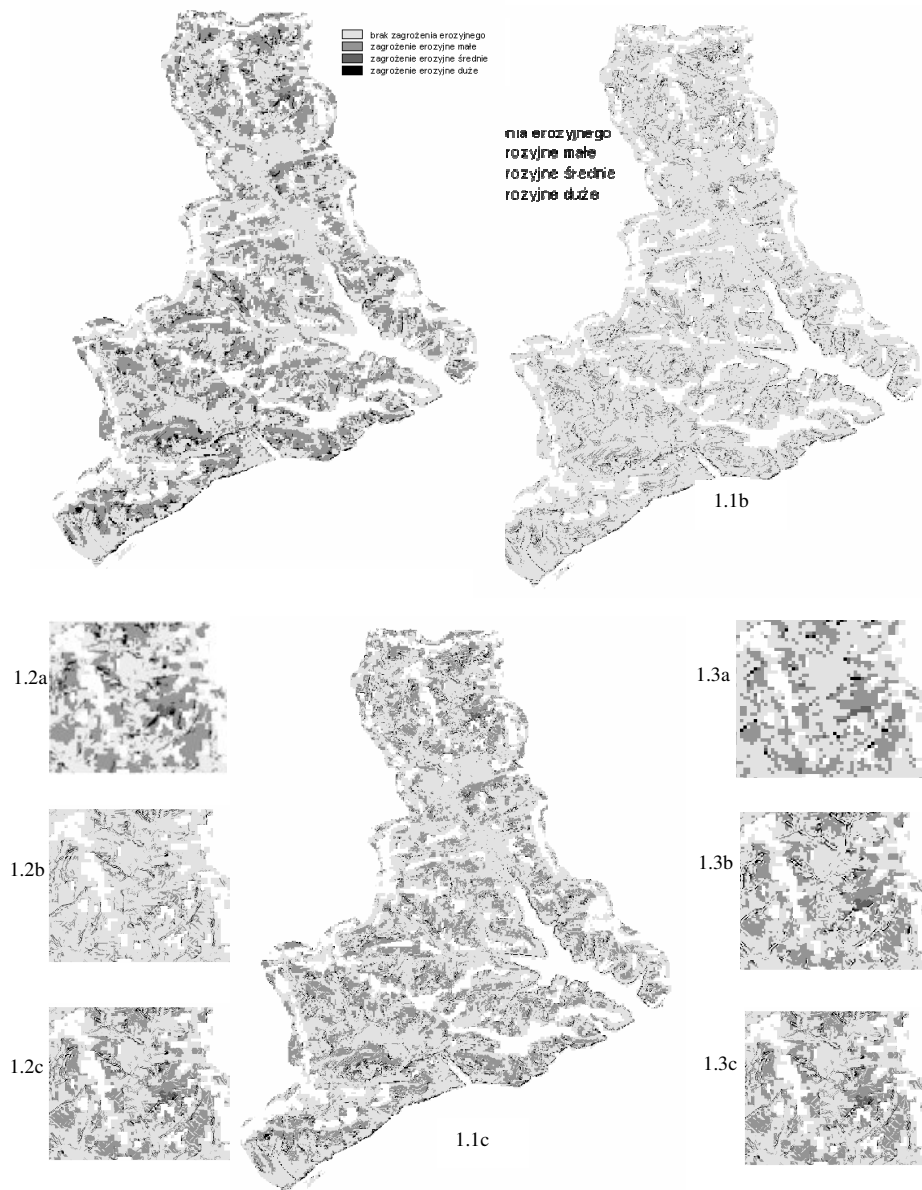 brak zagrożenia erozyjnego
zagrożenie erozyjne małe
zagrożenie erozyjne średnie
zagrożenie erozyjne duże
nia erozyjnego
rozyjne małe
rozyjne średnie
rozyjne duże
1.1b
1.2a
1.3a
1.2b
1.3b
1.2c
1.3c
1.1c